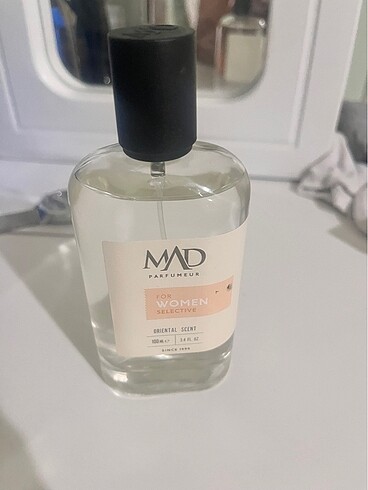 MAD
PARFUMEUR
FOR
WOMEN
SELECTIVE
ORIENTAL SCENT
100 ML e 3.4 FL. OZ
SINCE 1996